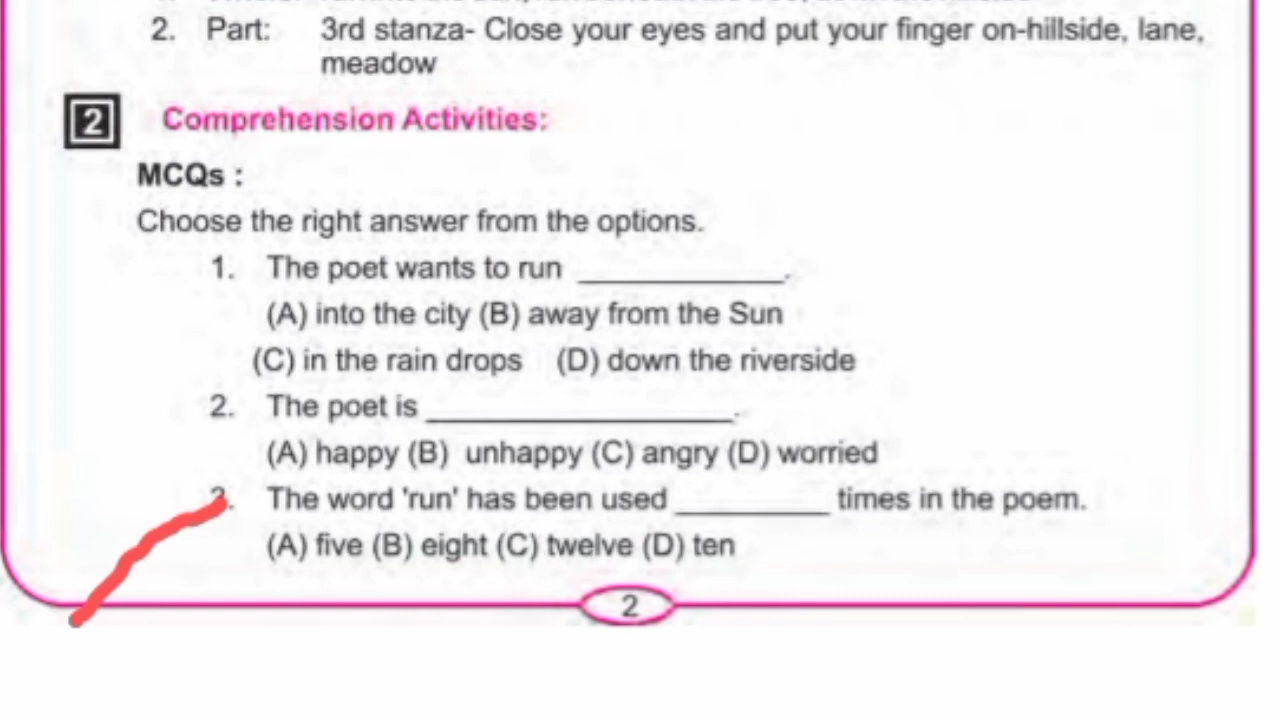 2. Part: 3rd stanza- Close your eyes and put your finger on-hillside, lane,
meadow
2 Comprehension Activities:
MCQs :
Choose the right answer from the options.
1. The poet wants to run ____________.
(A) into the city (B) away from the Sun
(C) in the rain drops (D) down the riverside
2. The poet is __________________.
(A) happy (B) unhappy (C) angry (D) worried
The word 'run' has been used _________ times in the poem.
(A) five (B) eight (C) twelve (D) ten
2